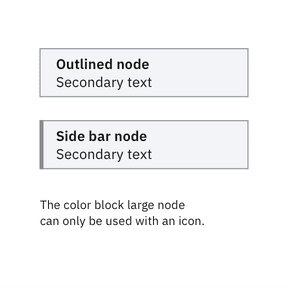 Outlined node
Secondary text
Side bar node
Secondary text
The color block large node
can only be used with an icon.